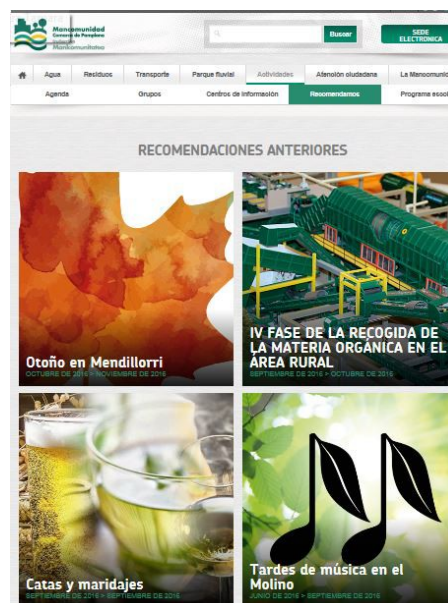 Mancomunidad
Comarca de Pamplona
Mankomunitatea
Buscar
SEDE
ELECTRONICA
Agua
Residuos
Transporte
Parque fluvial
Actividades
Atención ciudadana
La Mancomunid
Agenda
Grupos
Centros de información
Recomendamos
Programa escol
RECOMENDACIONES ANTERIORES
Otoño en Mendillorri
OCTUBRE DE 2016 > NOVIEMBRE DE 2016
IV FASE DE LA RECOGIDA DE
LA MATERIA ORGÁNICA EN EL
ÁREA RURAL
SEPTIEMBRE DE 2016 > OCTUBRE DE 2016
Catas y maridajes
SEPTIEMBRE DE 2016 > SEPTIEMBRE DE 2016
Tardes de música en el
Molino
JUNIO DE 2016 > SEPTIEMBRE DE 2016